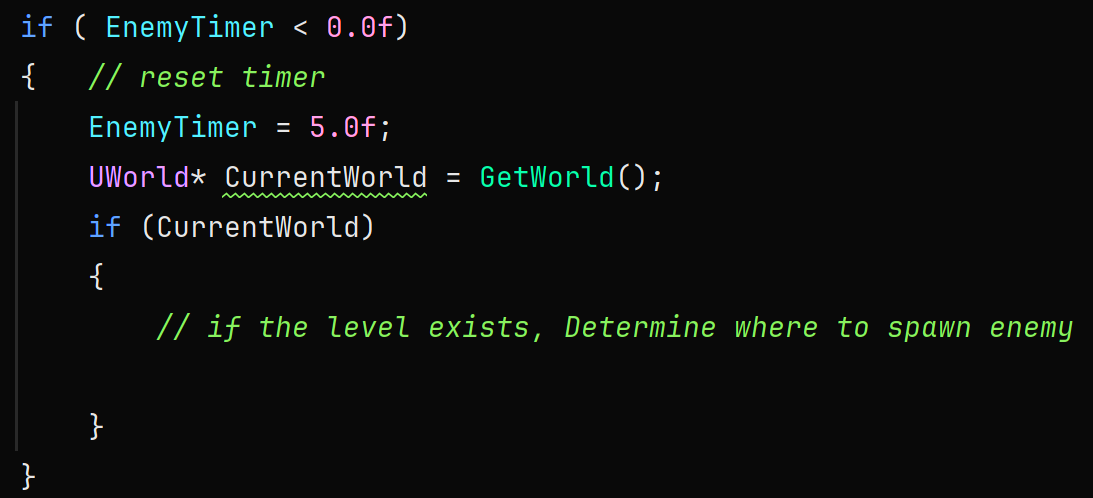 if ( EnemyTimer < 0.0f)
{   // reset timer
    EnemyTimer = 5.0f;
    UWorld* CurrentWorld = GetWorld();
    if (CurrentWorld)
    {
        // if the level exists, Determine where to spawn enemy

    }
}